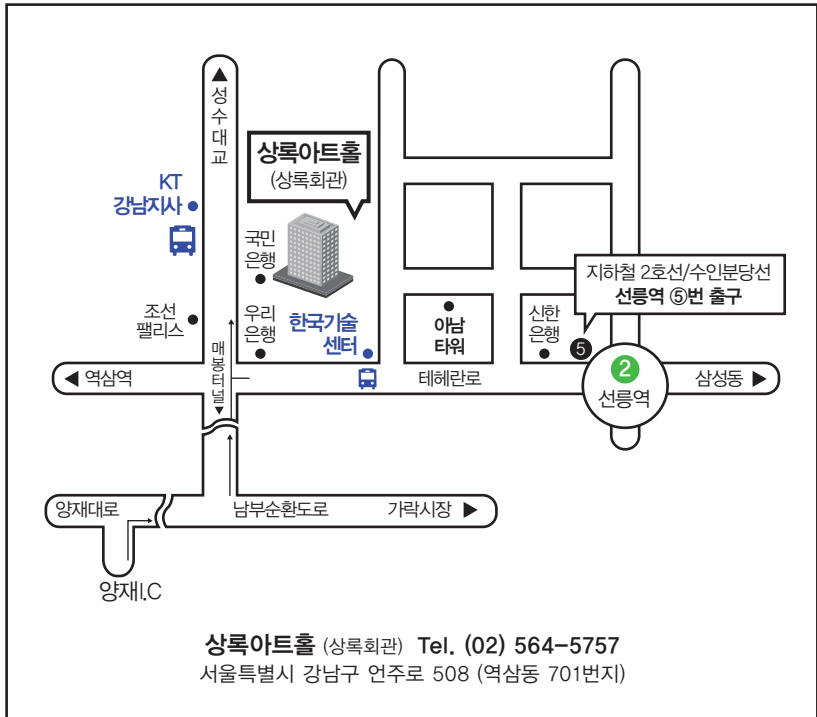 ▲
성
수
대
교
상록아트홀
(상록회관)
KT
강남지사
국민
은행
조선
팰리스
우리
은행
한국기술
센터
아남
타워
신한
은행
지하철 2호선/수인분당선
선릉역 ⑤번 출구
5
2
선릉역
◀ 역삼역
매
봉
터
널
▼
테헤란로
삼성동 ▶
양재대로
남부순환도로
가락시장 ▶
양재I.C
상록아트홀 (상록회관) Tel. (02) 564-5757
서울특별시 강남구 언주로 508 (역삼동 701번지)